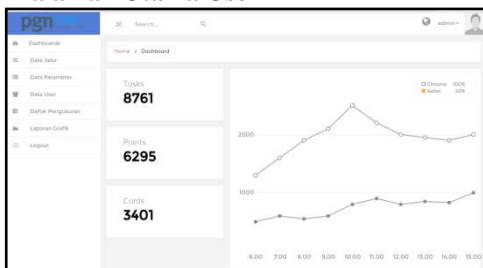 pgn
Search...
admin
Dashboards
Data Jalur
Data Parameter
Data User
Daftar Pengukuran
Laporan Grafik
Logout
Home > Dashboard
Tasks
8761
Points
6295
Conts
3401
Chrome 100%
Safari
2000
1000
6.00 7.00 8.00 9.00 10.00 11.00 12.00 13.00 14.00 15.00